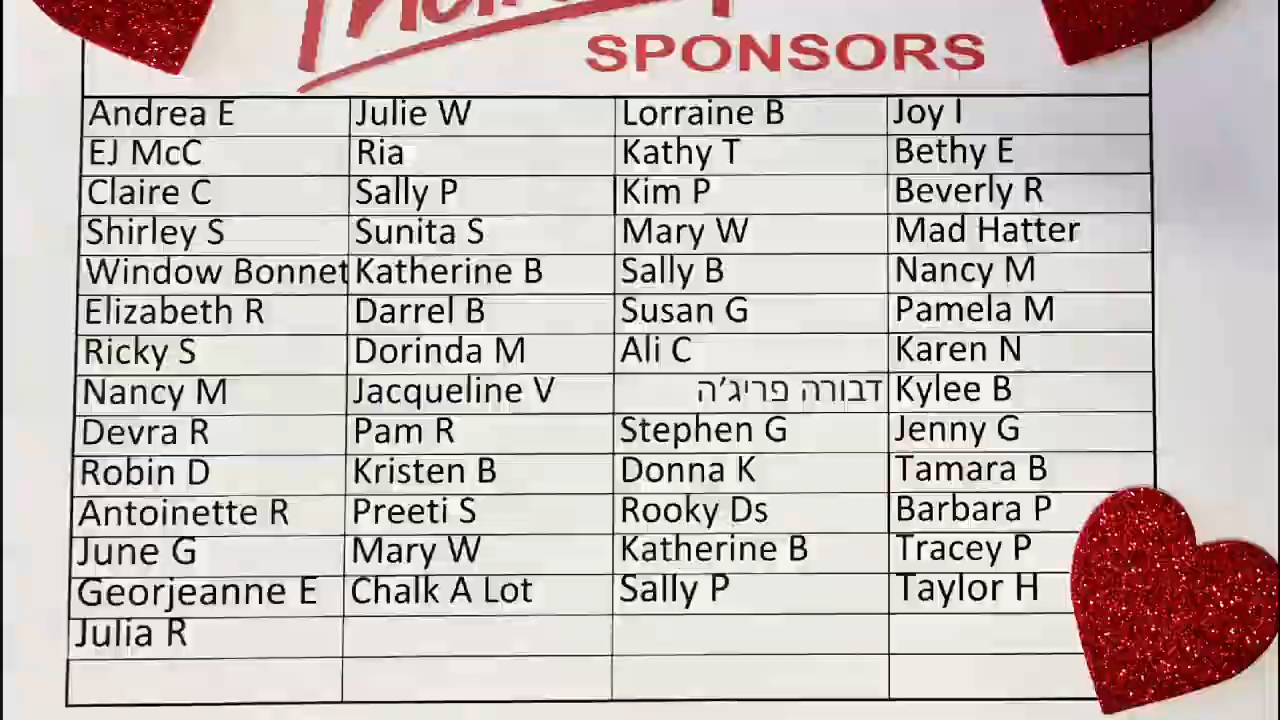 SPONSORS
Andrea E Julie W Lorraine B Joy I
EJ McC Ria Kathy T Bethy E
Claire C Sally P Kim P Beverly R
Shirley S Sunita S Mary W Mad Hatter
Window Bonnet Katherine B Sally B Nancy M
Elizabeth R Darrel B Susan G Pamela M
Ricky S Dorinda M Ali C Karen N
Nancy M Jacqueline V דבורה פריג'ה Kylee B
Devra R Pam R Stephen G Jenny G
Robin D Kristen B Donna K Tamara B
Antoinette R Preeti S Rooky Ds Barbara P
June G Mary W Katherine B Tracey P
Georjeanne E Chalk A Lot Sally P Taylor H
Julia R